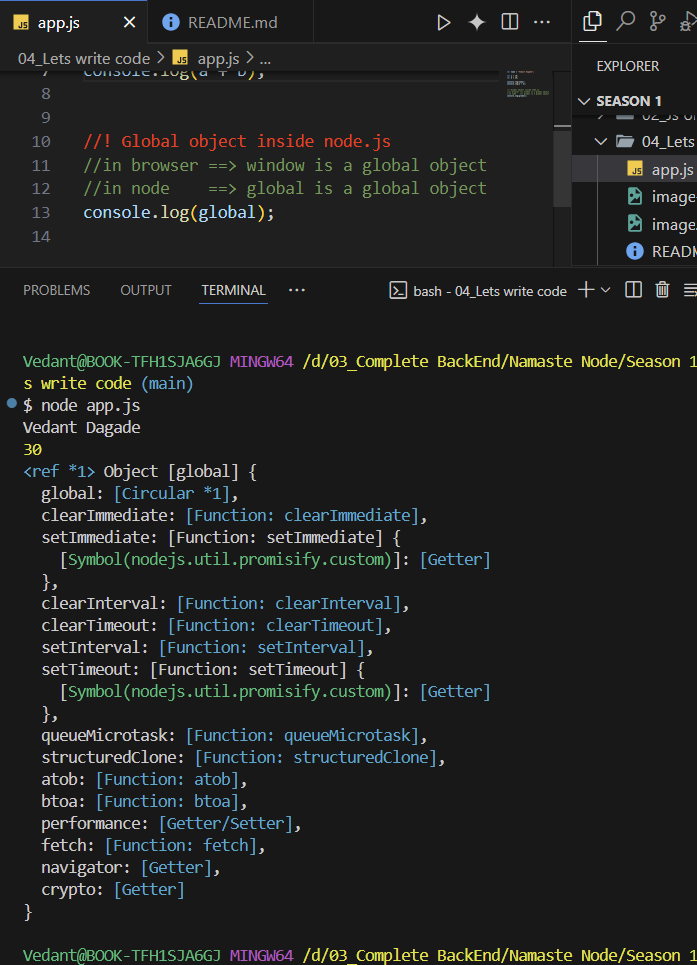 JS app.js
README.md
EXPLORER
04_Lets write code > JS app.js > ...
SEASON 1
04_Lets
JS app.js
image
image
READ
7 console.log(a + b);
8
9
10 //! Global object inside node.js
11 //in browser ==> window is a global object
12 //in node    ==> global is a global object
13 console.log(global);
14
PROBLEMS OUTPUT TERMINAL ... bash - 04_Lets write code
Vedant@BOOK-TFH1SJA6GJ MINGW64 /d/03_Complete BackEnd/Namaste Node/Season 1
s write code (main)
$ node app.js
Vedant Dagade
30
<ref *1> Object [global] {
  global: [Circular *1],
  clearImmediate: [Function: clearImmediate],
  setImmediate: [Function: setImmediate] {
    [Symbol(nodejs.util.promisify.custom)]: [Getter]
  },
  clearInterval: [Function: clearInterval],
  clearTimeout: [Function: clearTimeout],
  setInterval: [Function: setInterval],
  setTimeout: [Function: setTimeout] {
    [Symbol(nodejs.util.promisify.custom)]: [Getter]
  },
  queueMicrotask: [Function: queueMicrotask],
  structuredClone: [Function: structuredClone],
  atob: [Function: atob],
  btoa: [Function: btoa],
  performance: [Getter/Setter],
  fetch: [Function: fetch],
  navigator: [Getter],
  crypto: [Getter]
}
Vedant@BOOK-TFH1SJA6GJ MINGW64 /d/03_Complete BackEnd/Namaste Node/Season 1